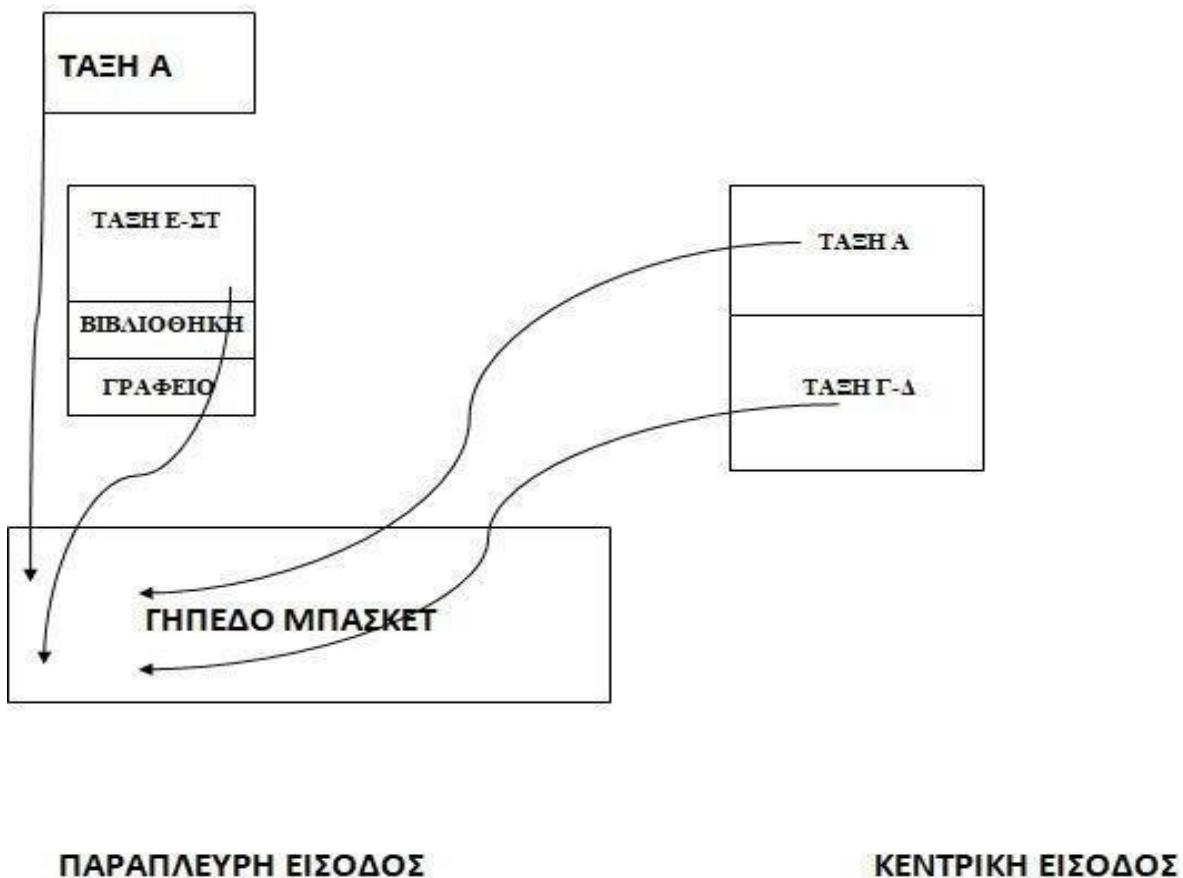 ΤΑΞΗ Α
ΤΑΞΗ Ε-ΣΤ
ΒΙΒΛΙΟΘΗΚΗ
ΓΡΑΦΕΙΟ
ΤΑΞΗ Α
ΤΑΞΗ Γ-Δ
ΓΗΠΕΔΟ ΜΠΑΣΚΕΤ
ΠΑΡΑΠΛΕΥΡΗ ΕΙΣΟΔΟΣ
ΚΕΝΤΡΙΚΗ ΕΙΣΟΔΟΣ